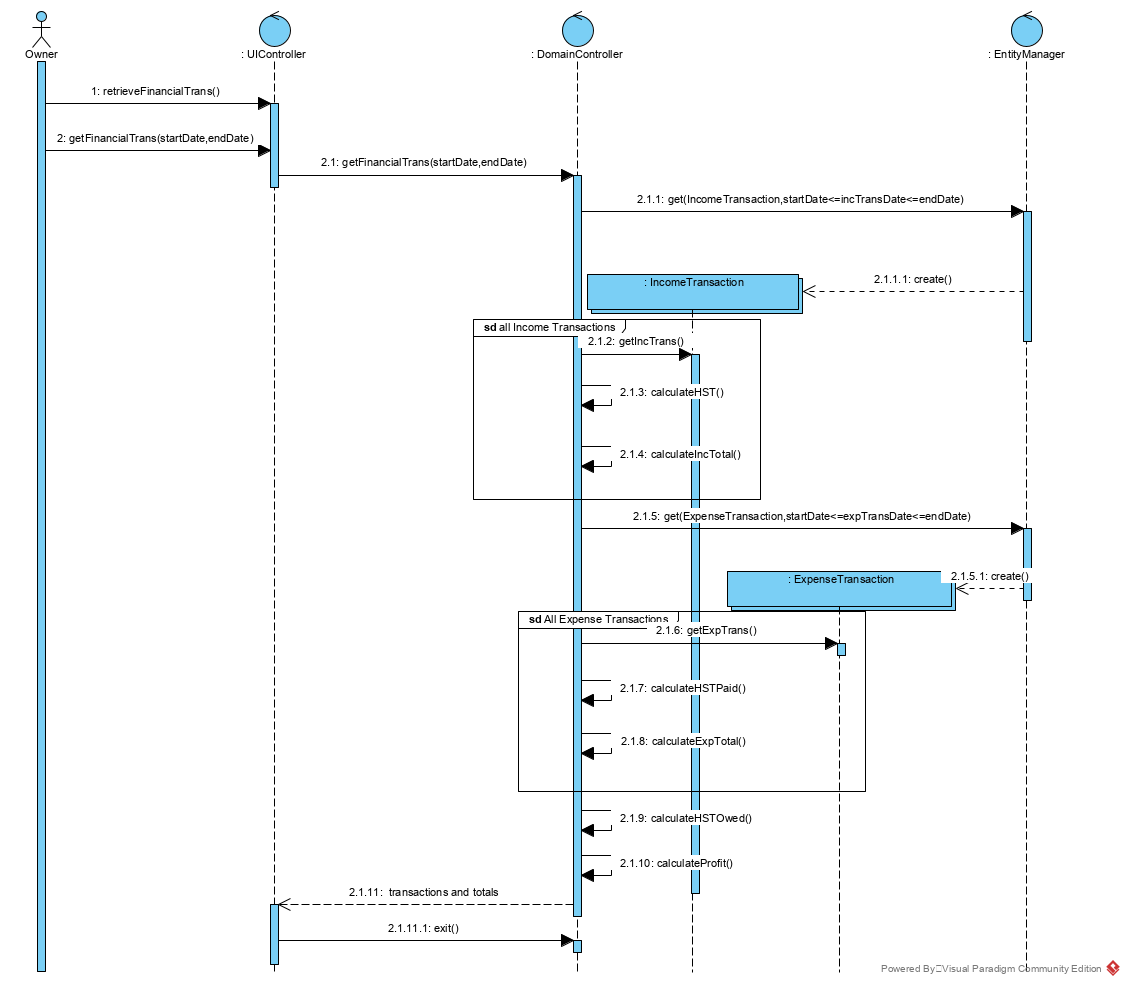 Owner
: UIController
: DomainController
: EntityManager
1: retrieveFinancialTrans()
2: getFinancialTrans(startDate,endDate)
2.1: getFinancialTrans(startDate,endDate)
2.1.1: get(IncomeTransaction,startDate<=incTransDate<=endDate)
2.1.1.1: create()
: IncomeTransaction
sd all Income Transactions
2.1.2: getIncTrans()
2.1.3: calculateHST()
2.1.4: calculateIncTotal()
2.1.5: get(ExpenseTransaction,startDate<=expTransDate<=endDate)
2.1.5.1: create()
: ExpenseTransaction
sd All Expense Transactions
2.1.6: getExpTrans()
2.1.7: calculateHSTPaid()
2.1.8: calculateExpTotal()
2.1.9: calculateHSTOwed()
2.1.10: calculateProfit()
2.1.11: transactions and totals
2.1.11.1: exit()
Powered By Visual Paradigm Community Edition